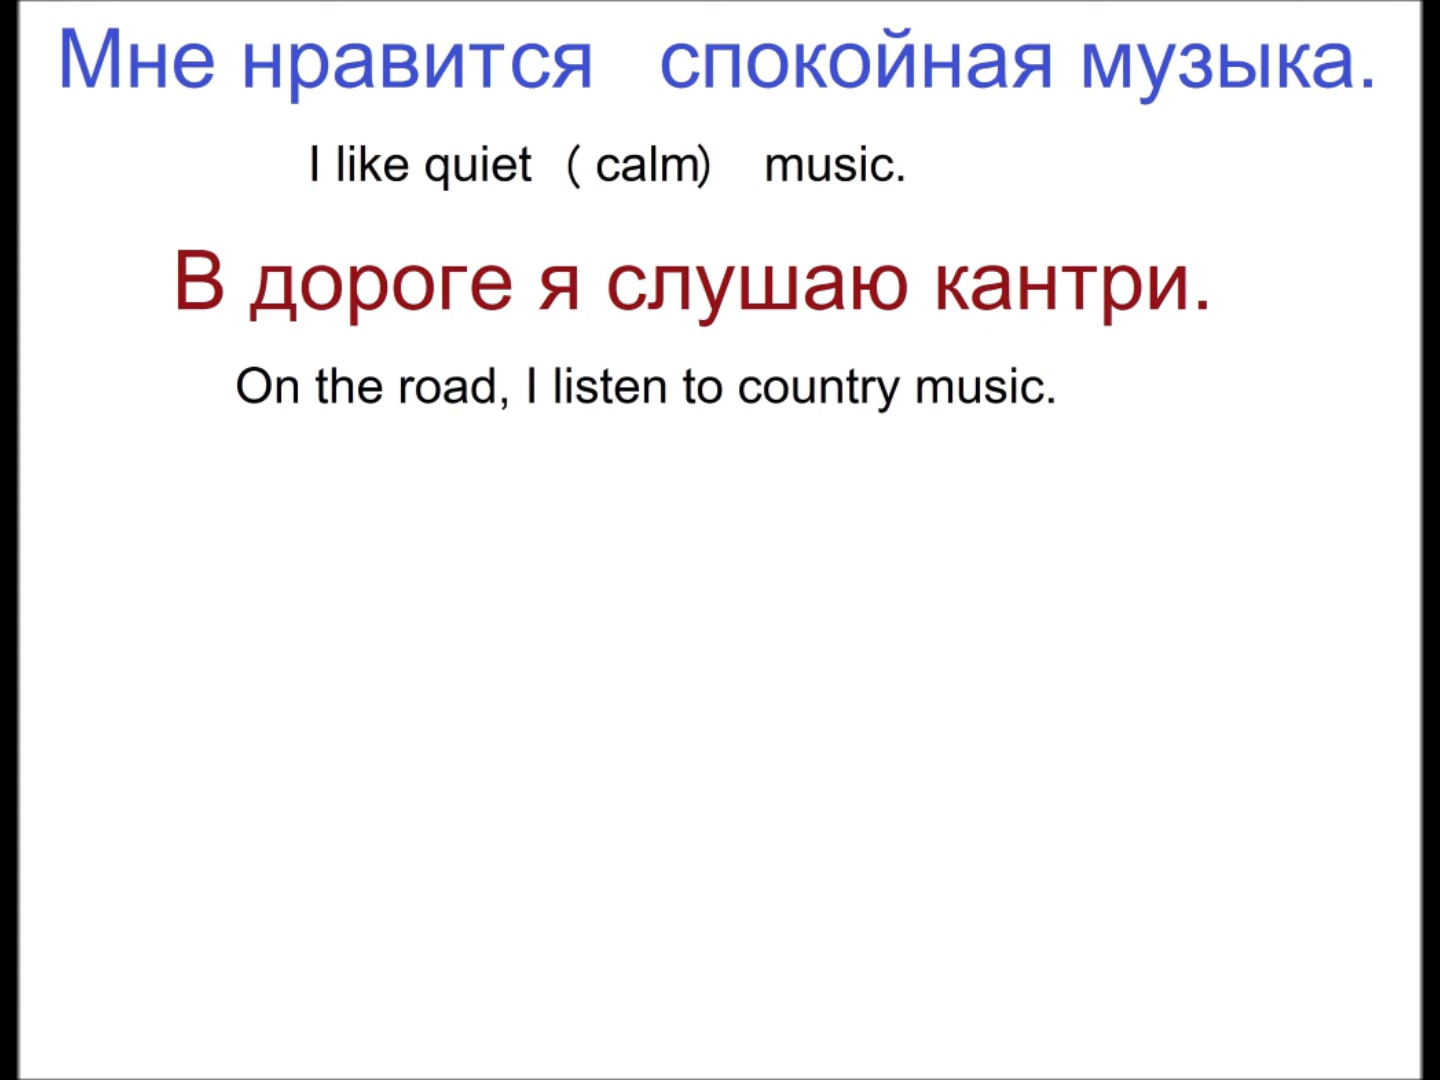 Мне нравится спокойная музыка.
I like quiet ( calm) music.
В дороге я слушаю кантри.
On the road, I listen to country music.